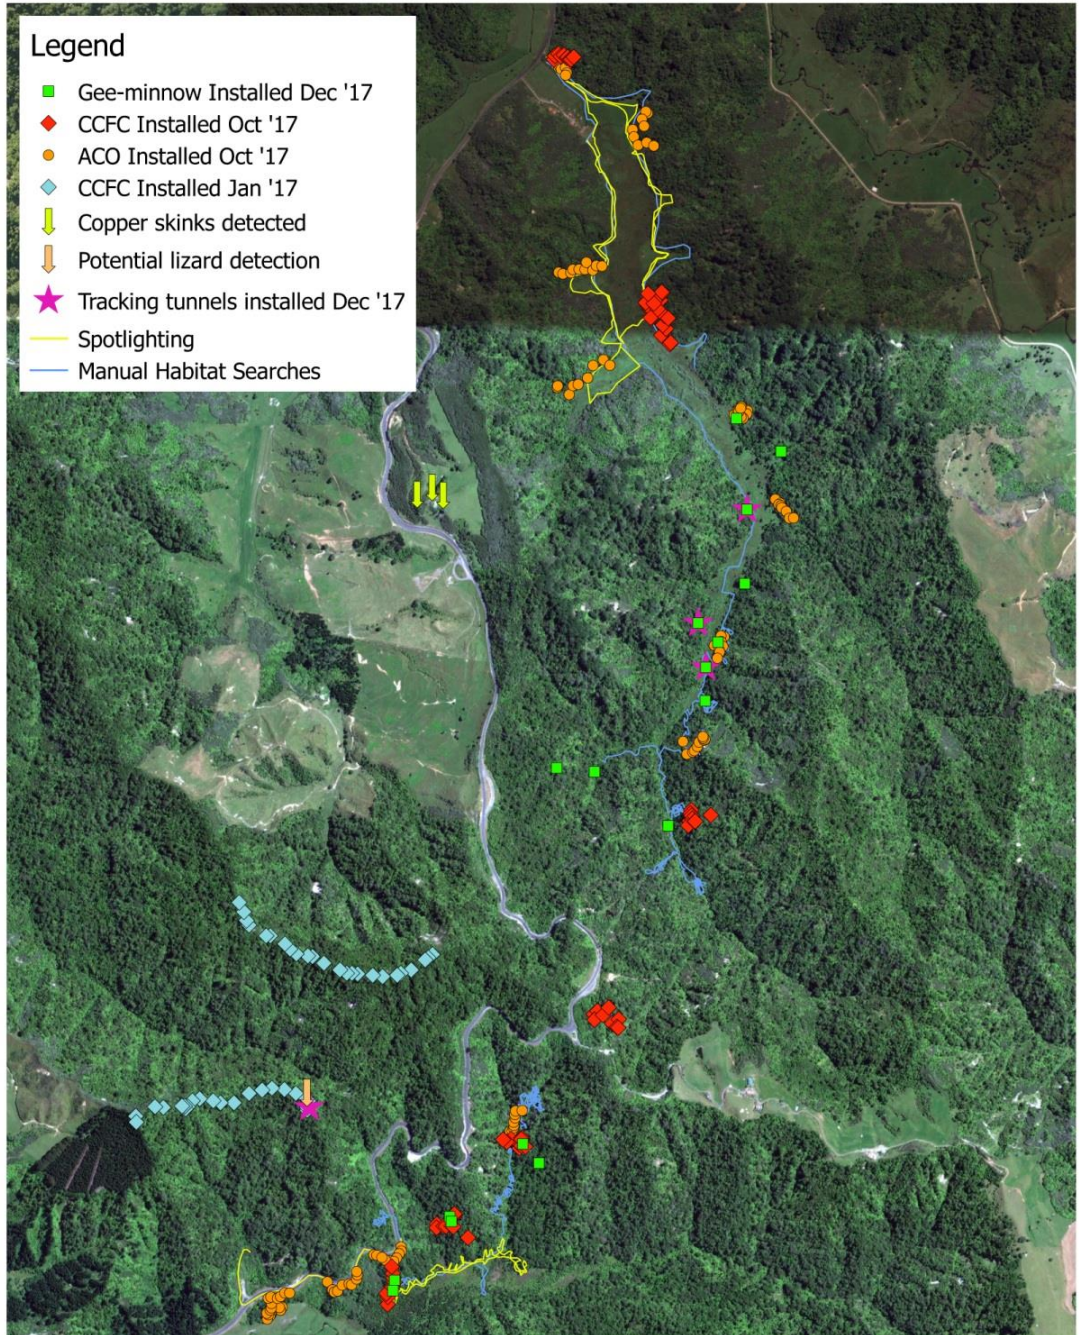 Legend
Gee-minnow Installed Dec '17
CCFC Installed Oct '17
ACO Installed Oct '17
CCFC Installed Jan '17
Copper skinks detected
Potential lizard detection
Tracking tunnels installed Dec '17
Spotlighting
Manual Habitat Searches